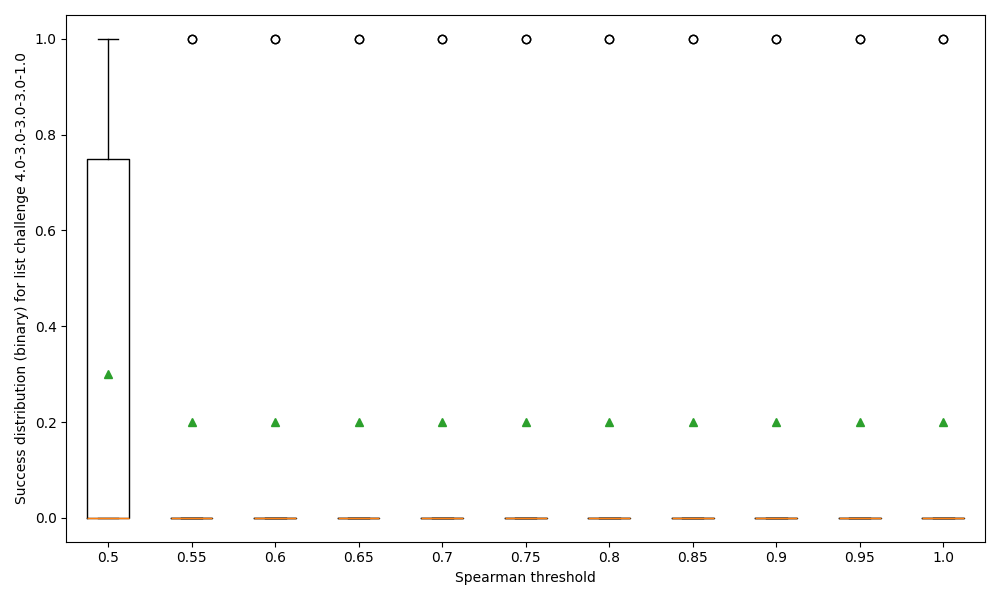 Success distribution (binary) for list challenge 4.0-3.0-3.0-3.0-1.0
1.0
0.8
0.6
0.4
0.2
0.0
0.5 0.55 0.6 0.65 0.7 0.75 0.8 0.85 0.9 0.95 1.0
Spearman threshold